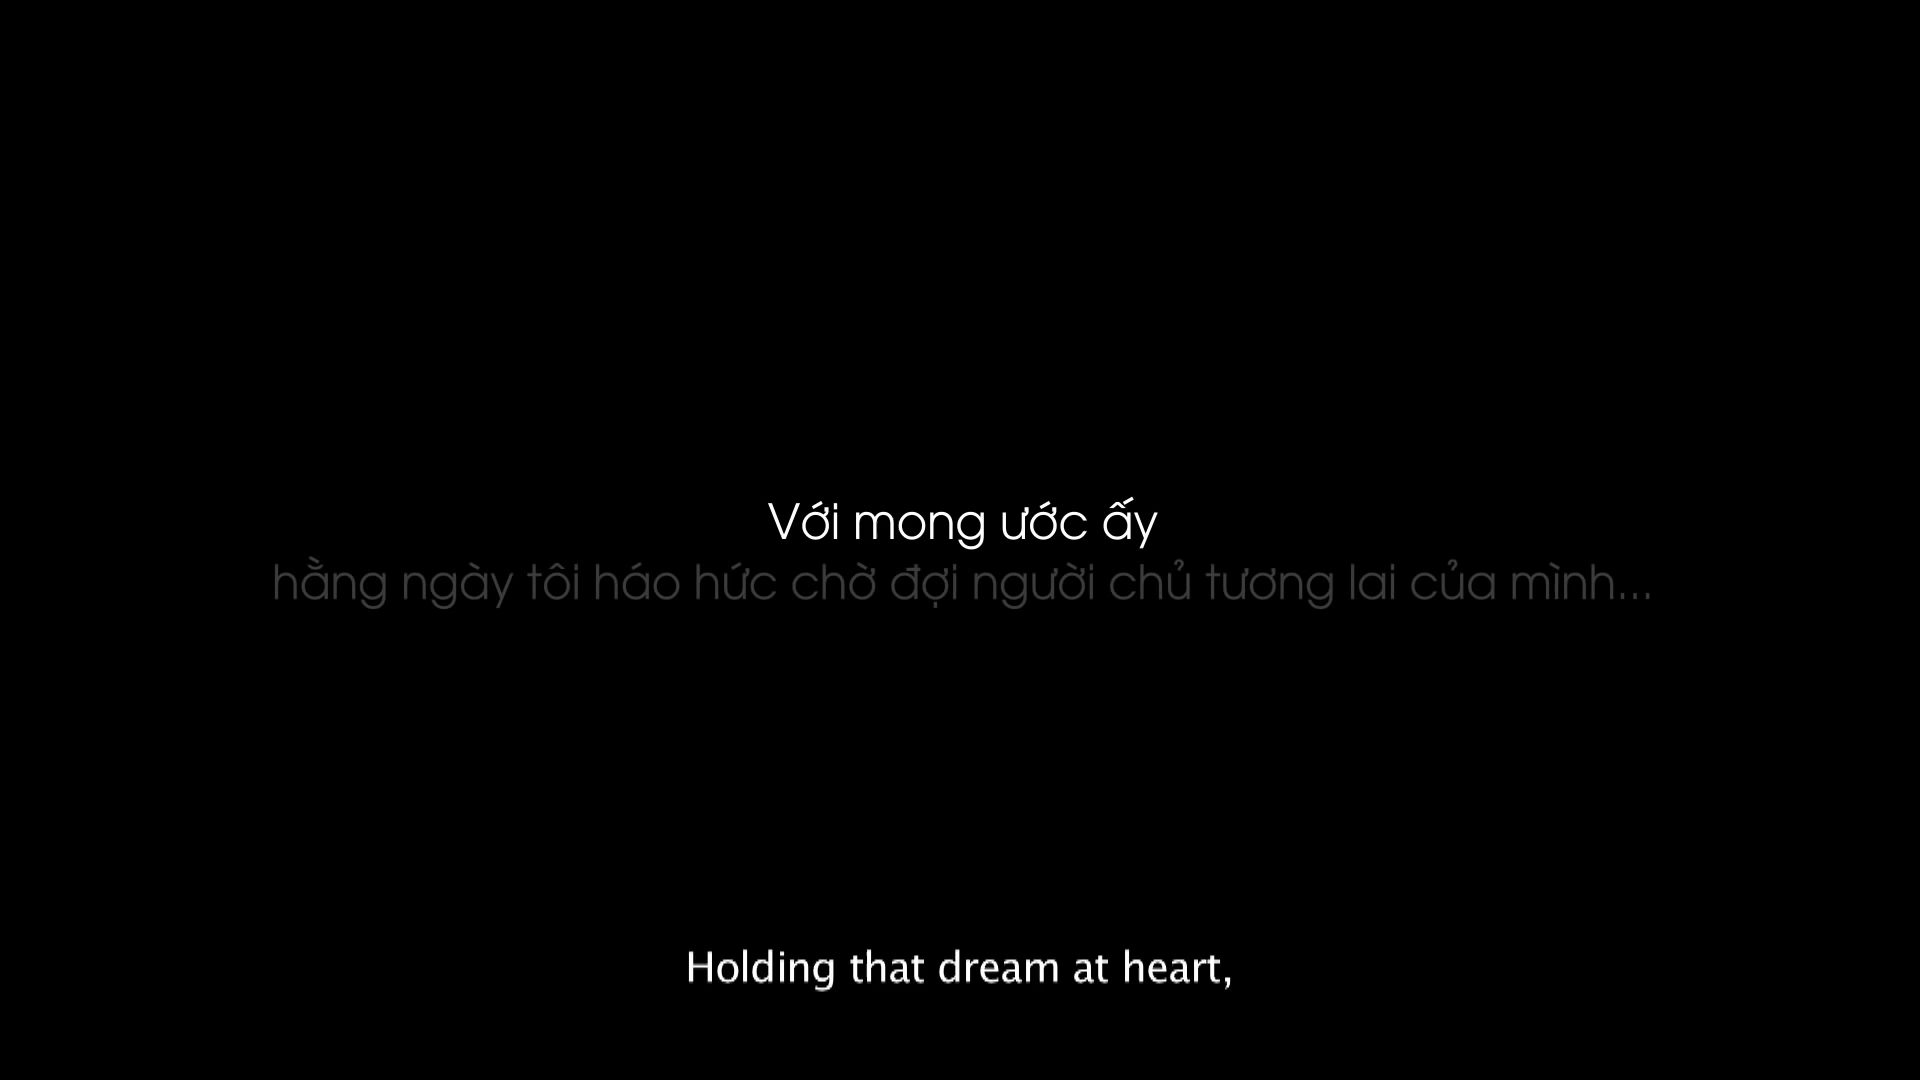 Với mong ước ấy
hằng ngày tôi háo hức chờ đợi người chủ tương lai của mình...
Holding that dream at heart,